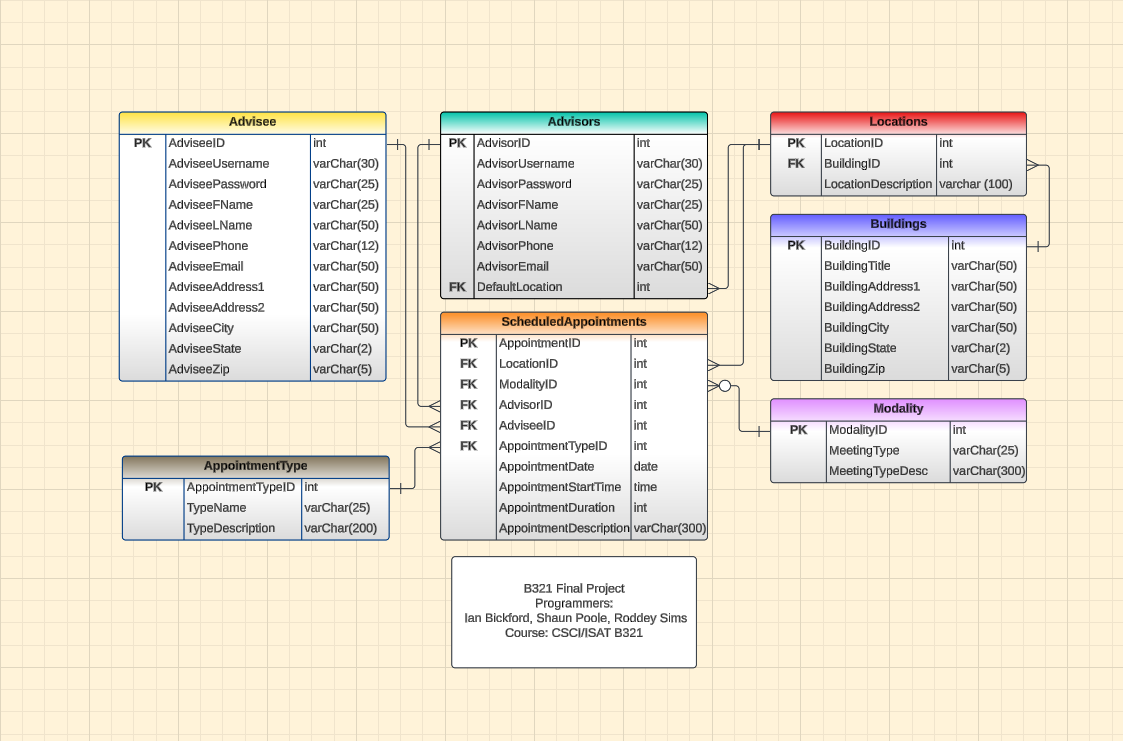 Advisee
PK AdviseeID int
AdviseeUsername varChar(30)
AdviseePassword varChar(25)
AdviseeFName varChar(25)
AdviseeLName varChar(50)
AdviseePhone varChar(12)
AdviseeEmail varChar(50)
AdviseeAddress1 varChar(50)
AdviseeAddress2 varChar(50)
AdviseeCity varChar(50)
AdviseeState varChar(2)
AdviseeZip varChar(5)
Advisors
PK AdvisorID int
AdvisorUsername varChar(30)
AdvisorPassword varChar(25)
AdvisorFName varChar(25)
AdvisorLName varChar(50)
AdvisorPhone varChar(12)
AdvisorEmail varChar(50)
FK DefaultLocation int
Locations
PK LocationID int
FK BuildingID int
LocationDescription varchar (100)
Buildings
PK BuildingID int
BuildingTitle varChar(50)
BuildingAddress1 varChar(50)
BuildingAddress2 varChar(50)
BuildingCity varChar(50)
BuildingState varChar(2)
BuildingZip varChar(5)
ScheduledAppointments
PK AppointmentID int
FK LocationID int
FK ModalityID int
FK AdvisorID int
FK AdviseeID int
FK AppointmentTypeID int
AppointmentDate date
AppointmentStartTime time
AppointmentDuration int
AppointmentDescription varChar(300)
Modality
PK ModalityID int
MeetingType varChar(25)
MeetingTypeDesc varChar(300)
AppointmentType
PK AppointmentTypeID int
TypeName varChar(25)
TypeDescription varChar(200)
B321 Final Project
Programmers:
Ian Bickford, Shaun Poole, Roddey Sims
Course: CSCI/ISAT B321